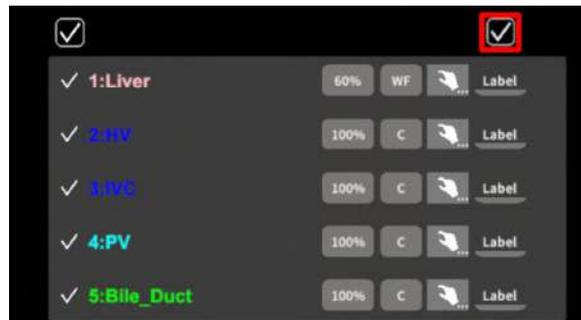 1:Liver 60% WF Label
2:HV 100% C Label
3:IVC 100% C Label
4:PV 100% C Label
5:Bile_Duct 100% C Label